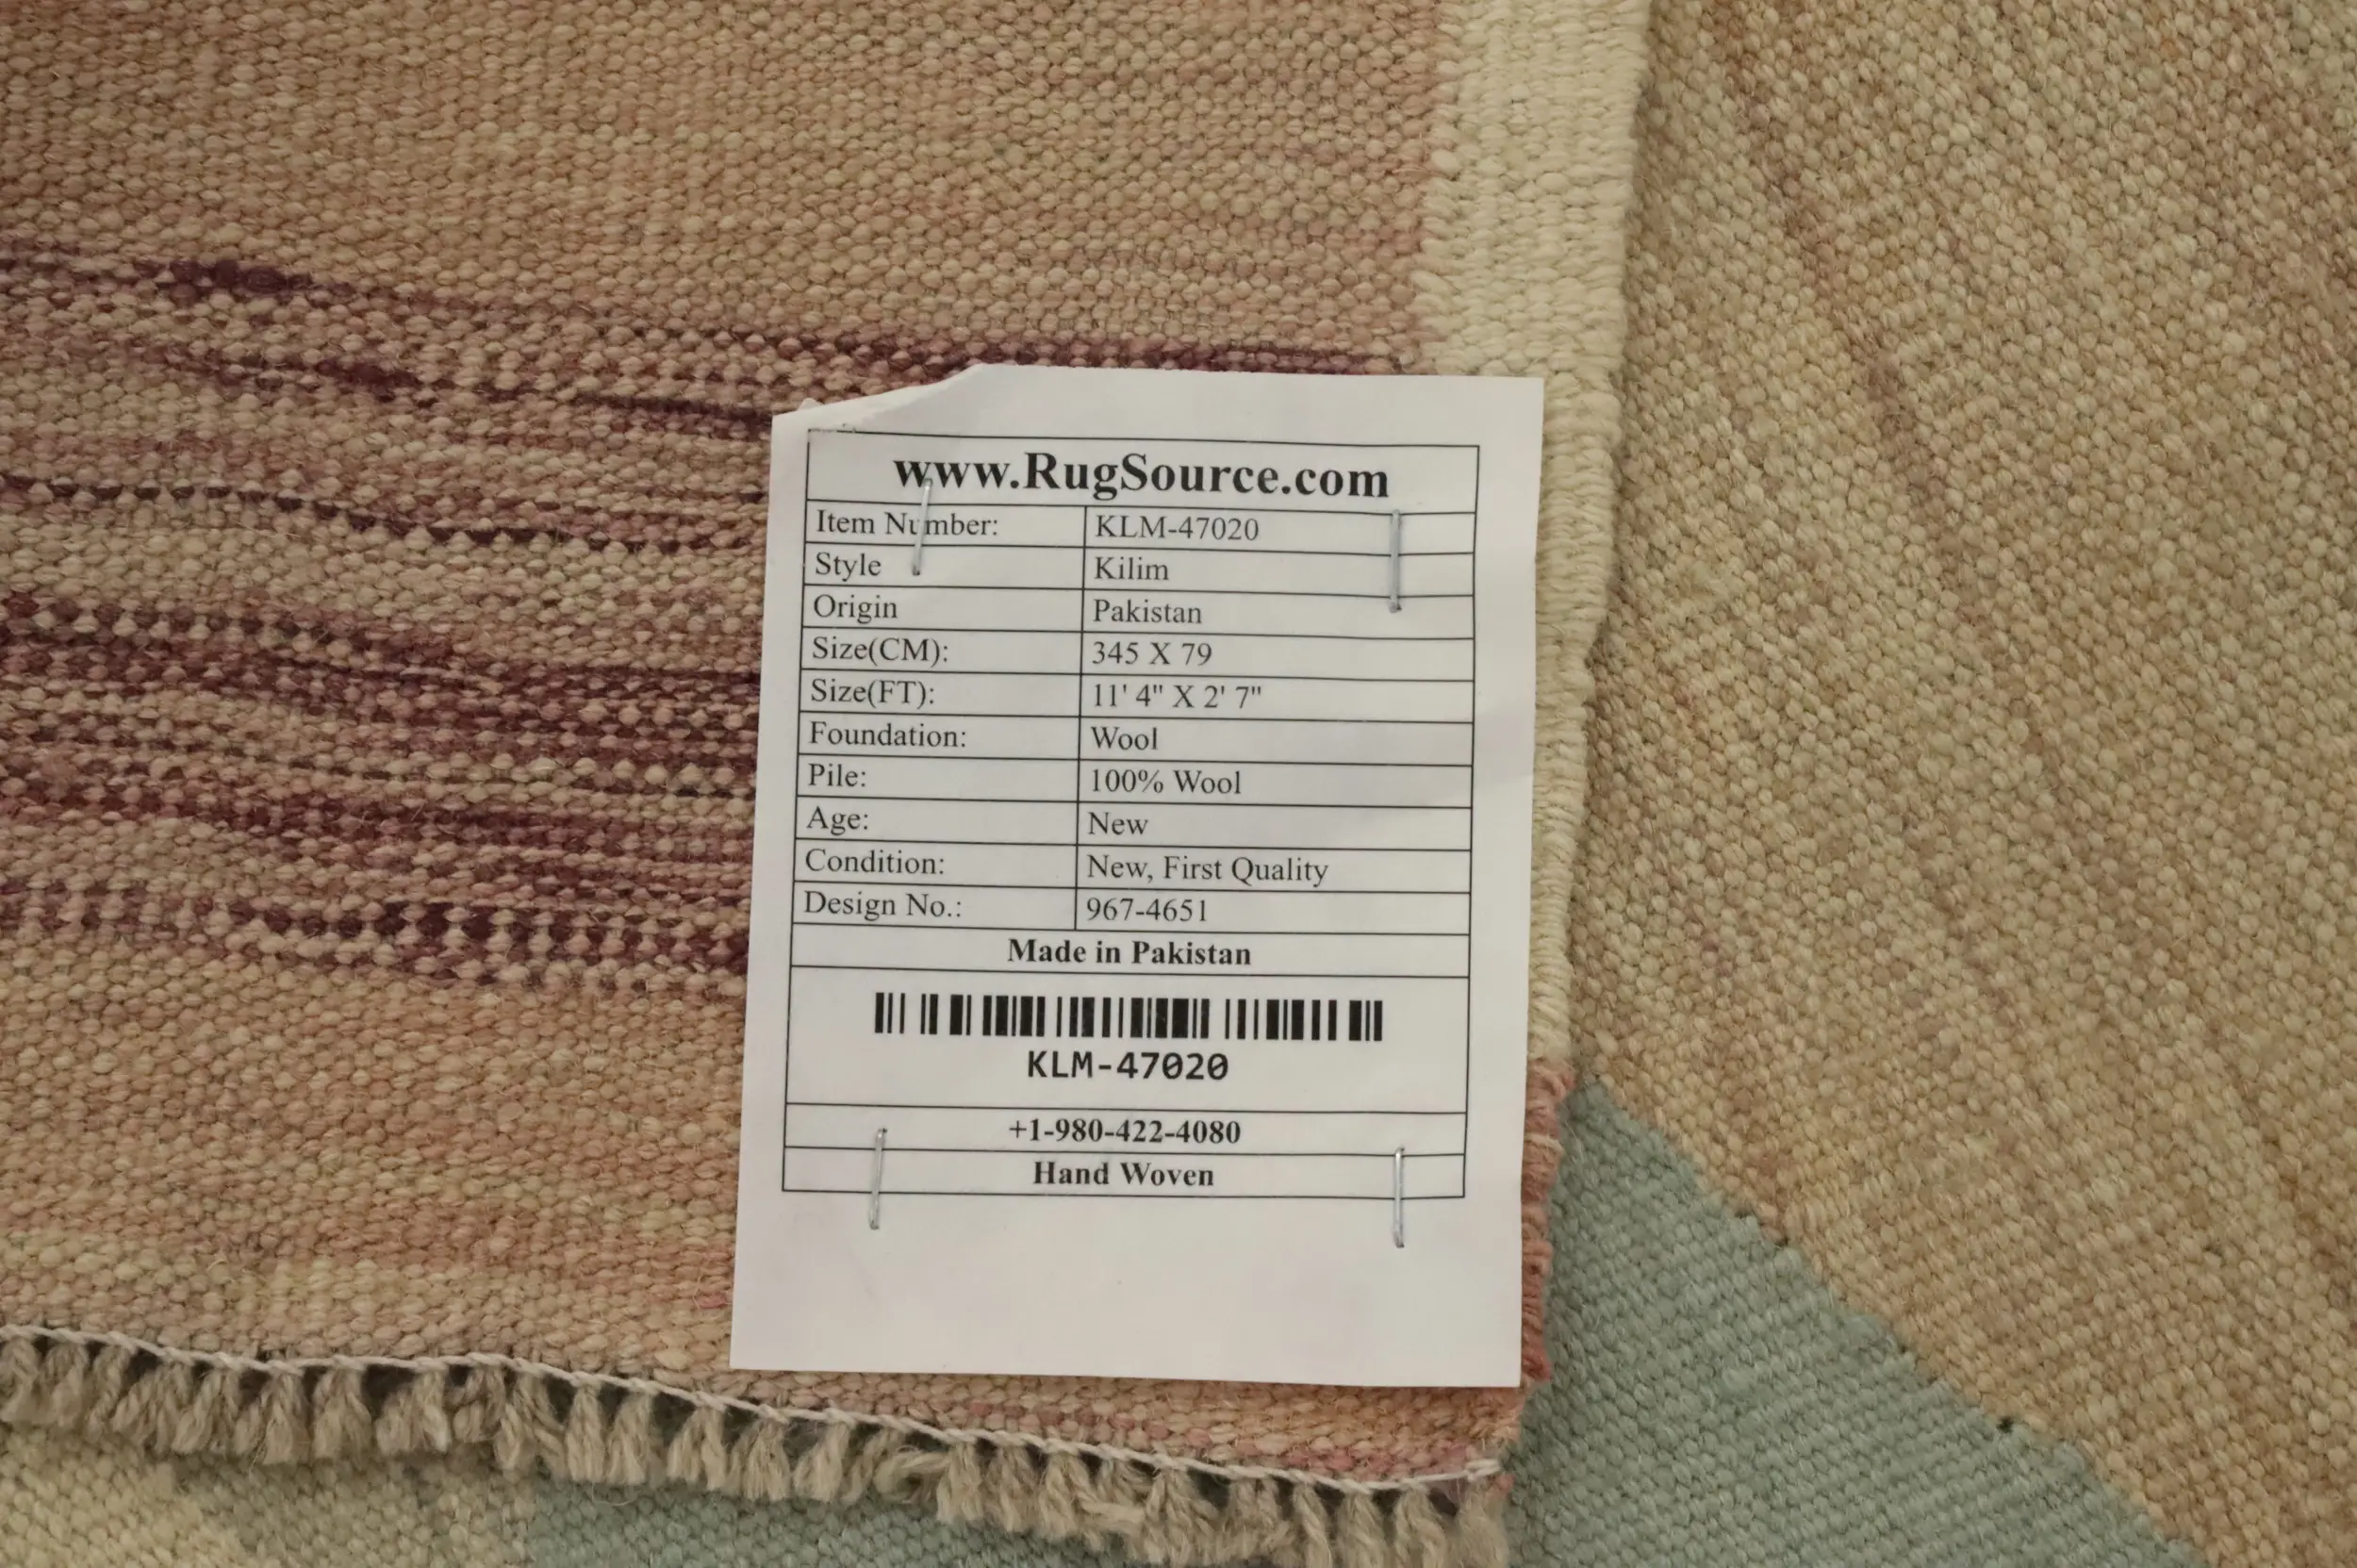 www.RugSource.com
Item Number: KLM-47020
Style Kilim
Origin Pakistan
Size(CM): 345 X 79
Size(FT): 11' 4" X 2' 7"
Foundation: Wool
Pile: 100% Wool
Age: New
Condition: New, First Quality
Design No.: 967-4651
Made in Pakistan
KLM-47020
+1-980-422-4080
Hand Woven